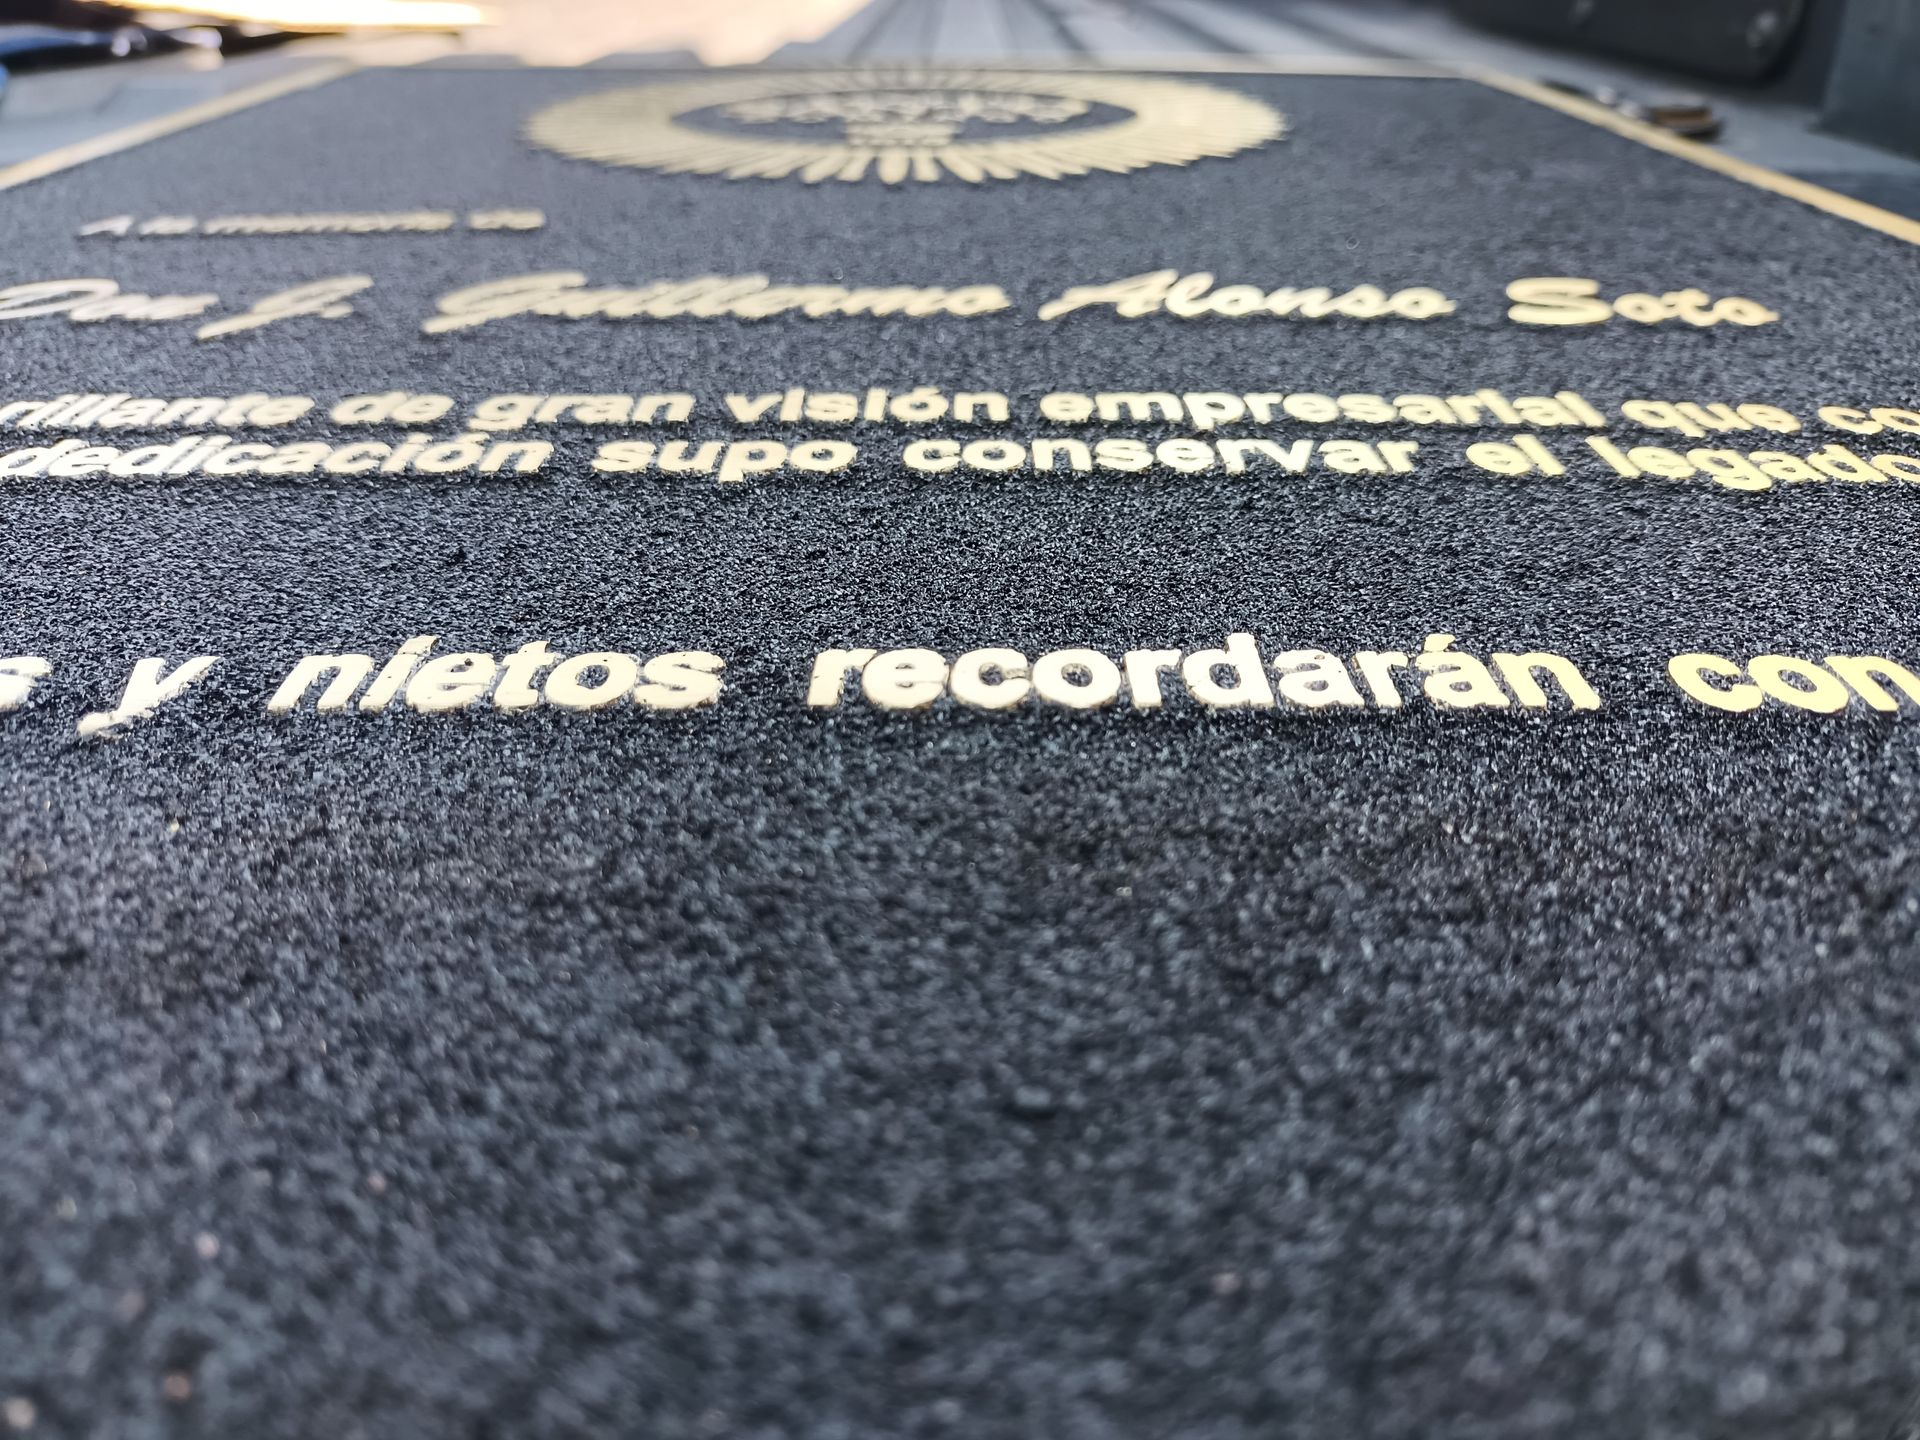 A la memoria de
Don J. Guillermo Alonso Soto
rillante de gran visión empresarial que co
dedicación supo conservar el legado
s y nietos recordarán con